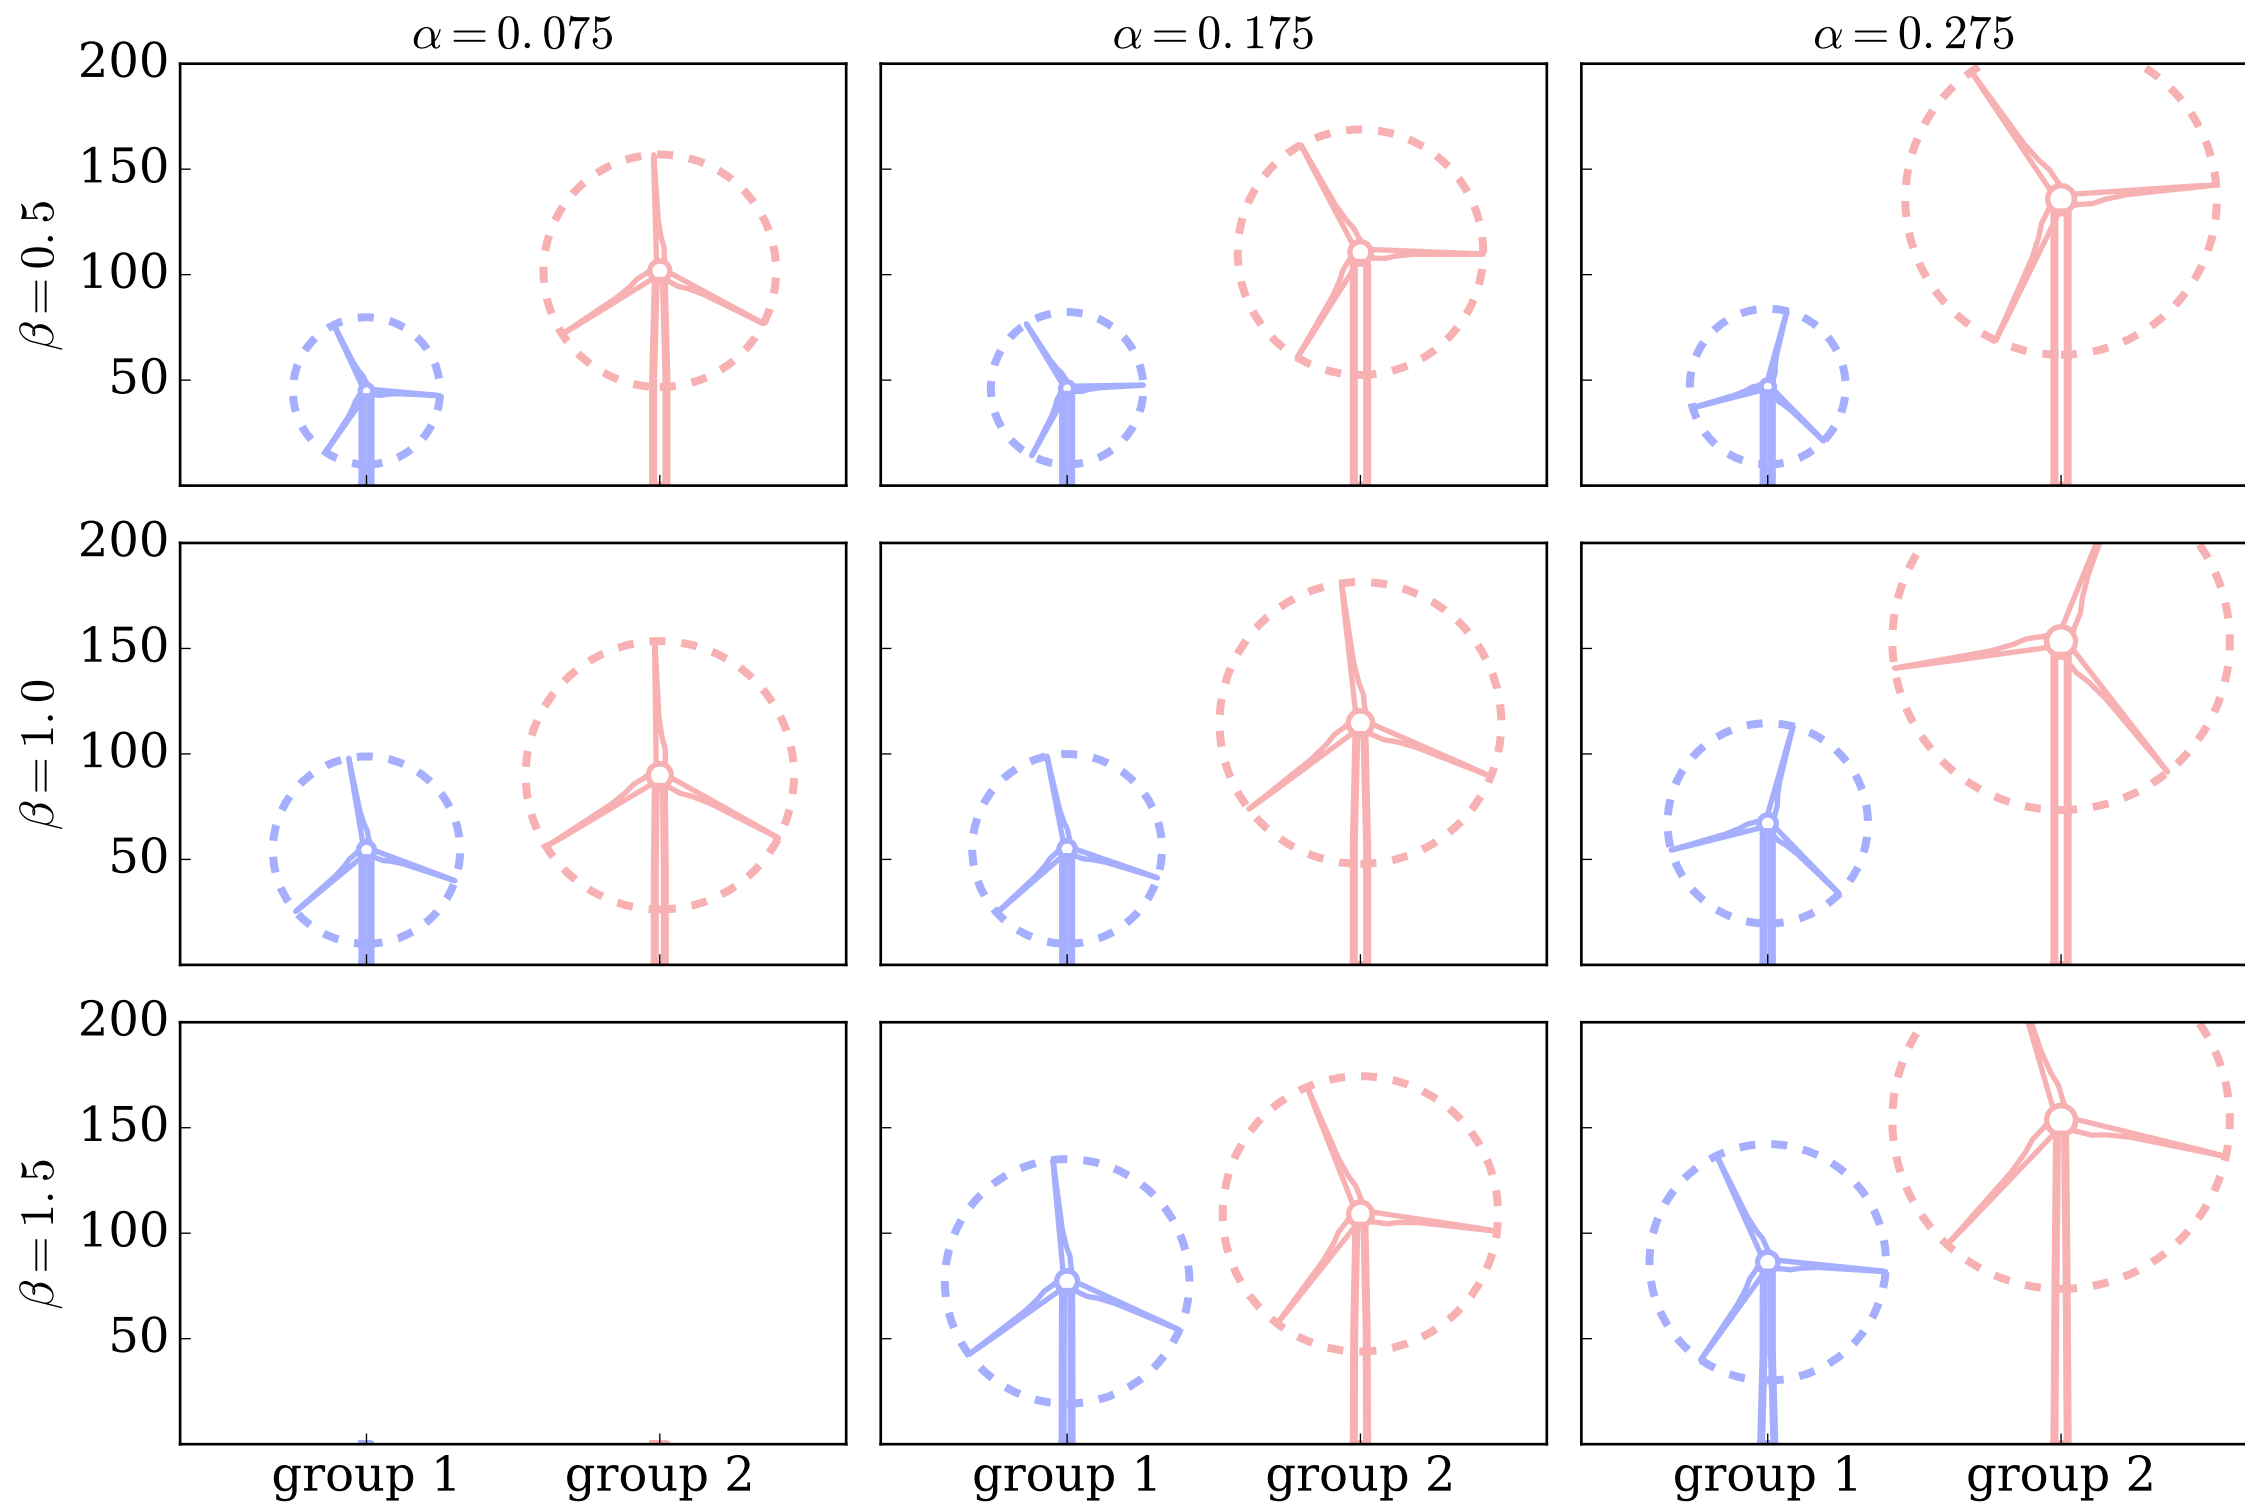 α = 0.075 α = 0.175 α = 0.275
β = 0.5
200
150
100
50
β = 1.0
200
150
100
50
β = 1.5
200
150
100
50
group 1 group 2 group 1 group 2 group 1 group 2